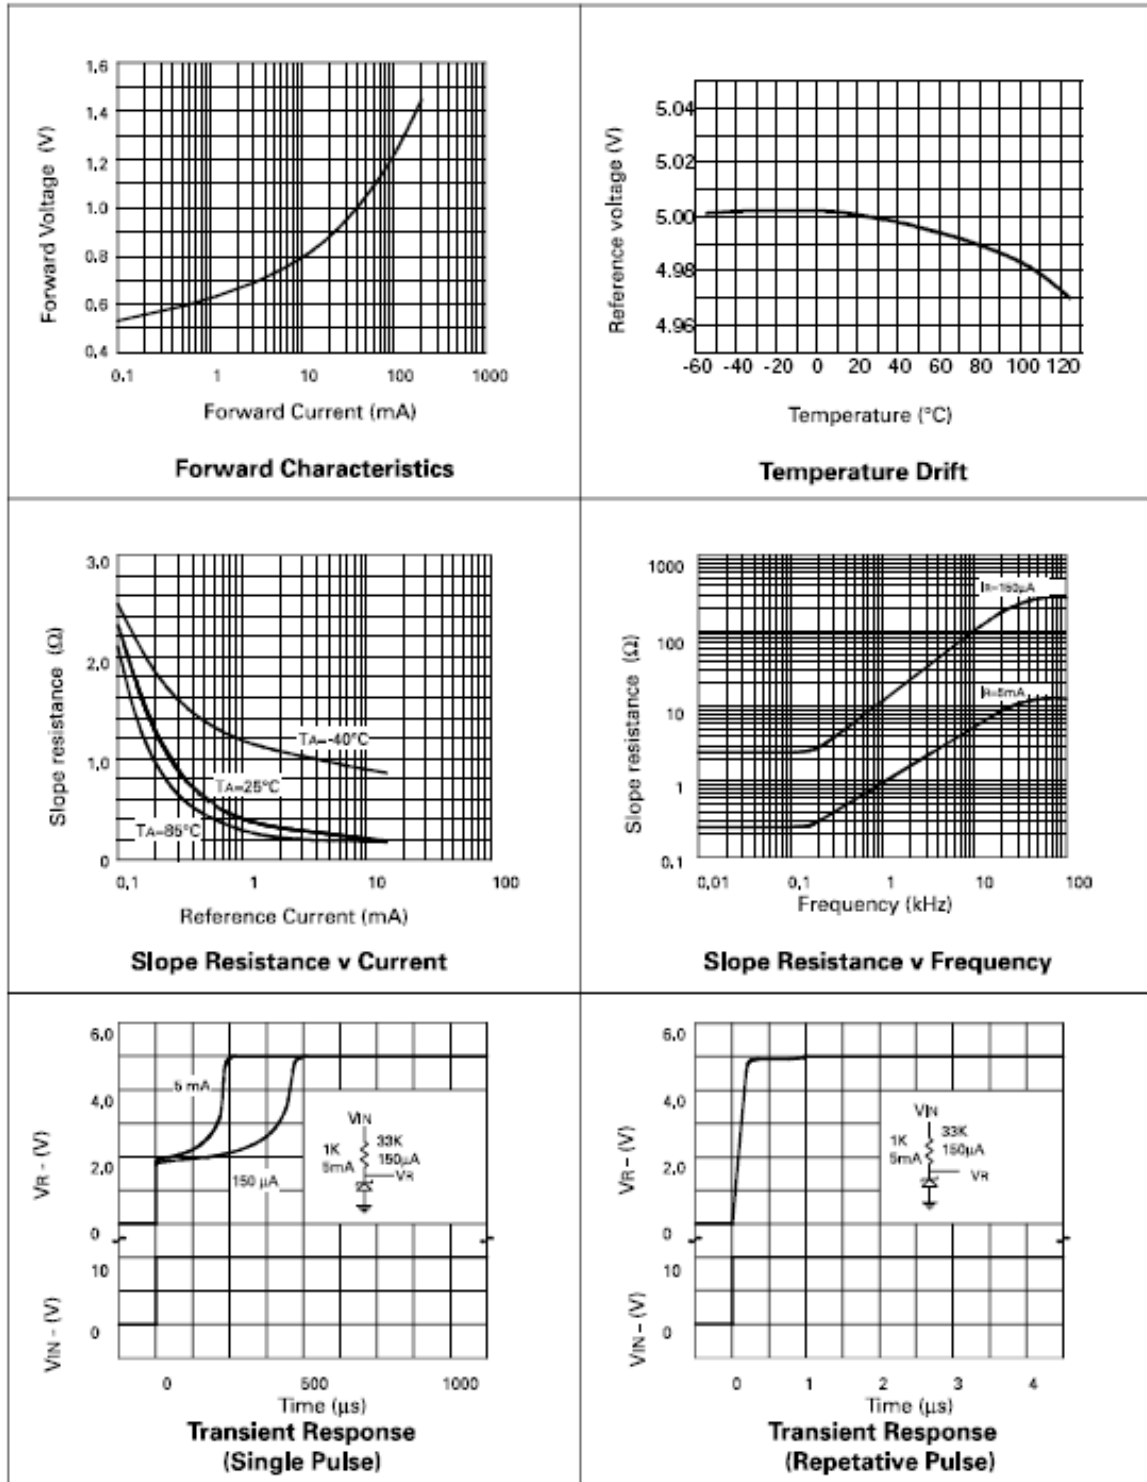 1.6
1.4
1.2
1.0
0.8
0.6
0.4
Forward Voltage (V)
0.1 1 10 100 1000
Forward Current (mA)
Forward Characteristics
5.04
5.02
5.00
4.98
4.96
Reference voltage (V)
-60 -40 -20 0 20 40 60 80 100 120
Temperature (°C)
Temperature Drift
3.0
2.0
1.0
0
Slope resistance (Ω)
TA=-40°C
TA=25°C
TA=85°C
0.1 1 10 100
Reference Current (mA)
Slope Resistance v Current
1000
100
10
1
0.1
Slope resistance (Ω)
IR=150µA
IR=5mA
0.01 0.1 1 10 100
Frequency (kHz)
Slope Resistance v Frequency
6.0
4.0
2.0
0
VR - (V)
5 mA
150 µA
VIN
1K 33K
5mA 150µA
VR
10
0
VIN - (V)
0 500 1000
Time (µs)
Transient Response
(Single Pulse)
6.0
4.0
2.0
0
VR - (V)
VIN
1K 33K
5mA 150µA
VR
10
0
VIN - (V)
0 1 2 3 4
Time (µs)
Transient Response
(Repetative Pulse)